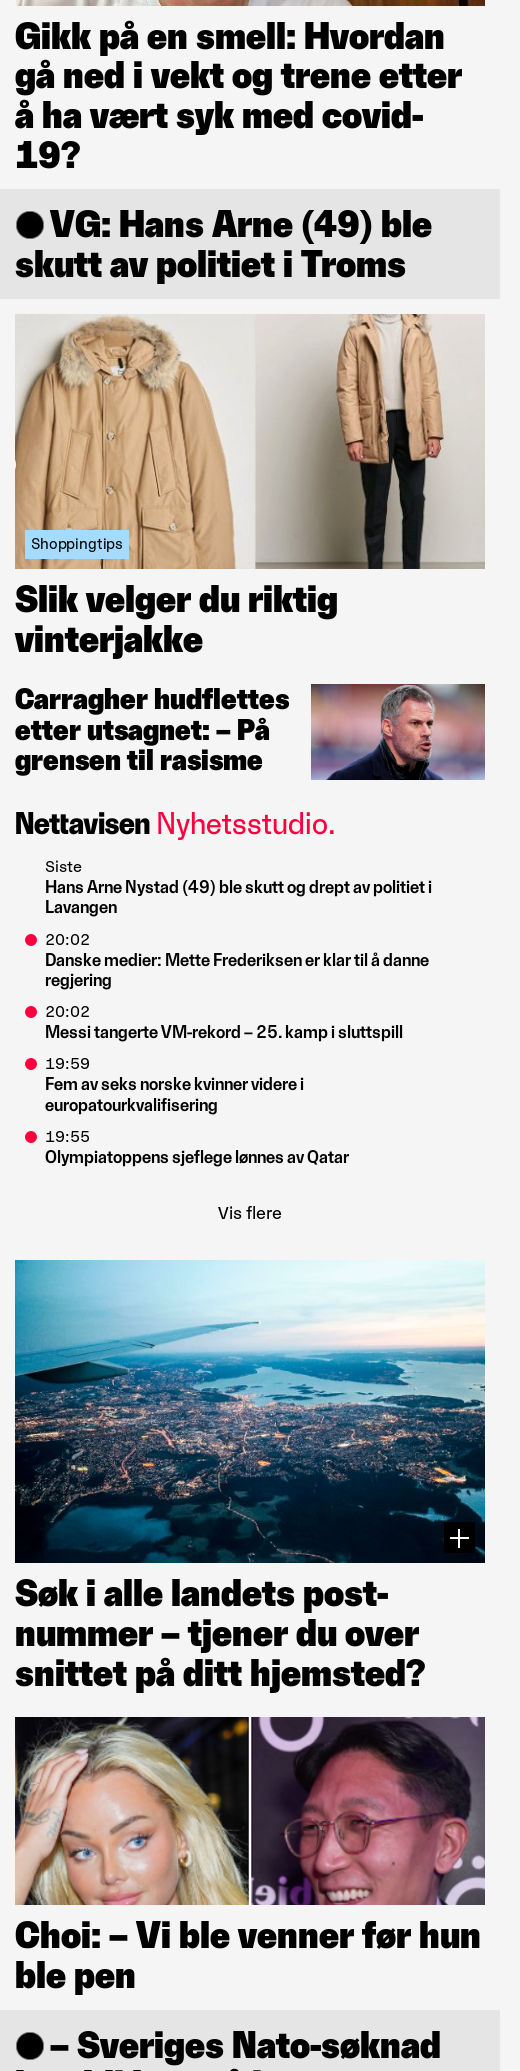 Gikk på en smell: Hvordan
gå ned i vekt og trene etter
å ha vært syk med covid-
19?
VG: Hans Arne (49) ble
skutt av politiet i Troms
Shoppingtips
Slik velger du riktig
vinterjakke
Carragher hudflettes
etter utsagnet: – På
grensen til rasisme
Nettavisen Nyhetsstudio.
Siste
Hans Arne Nystad (49) ble skutt og drept av politiet i
Lavangen
20:02
Danske medier: Mette Frederiksen er klar til å danne
regjering
20:02
Messi tangerte VM-rekord – 25. kamp i sluttspill
19:59
Fem av seks norske kvinner videre i
europatourkvalifisering
19:55
Olympiatoppens sjeflege lønnes av Qatar
Vis flere
Søk i alle landets post-
nummer – tjener du over
snittet på ditt hjemsted?
Choi: – Vi ble venner før hun
ble pen
– Sveriges Nato-søknad